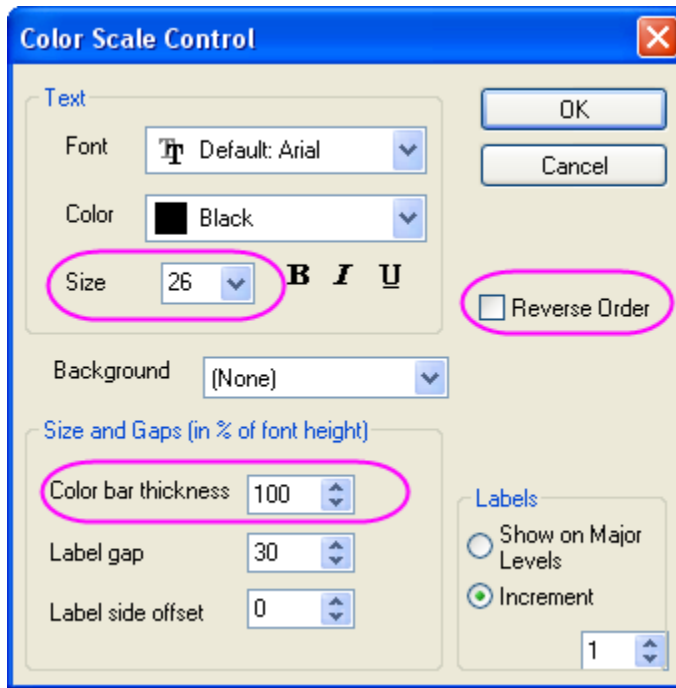 Color Scale Control
Text
Font
Default: Arial
Color
Black
Size
26
B I U
OK
Cancel
Reverse Order
Background
(None)
Size and Gaps (in % of font height)
Color bar thickness
100
Label gap
30
Label side offset
0
Labels
Show on Major
Levels
Increment
1